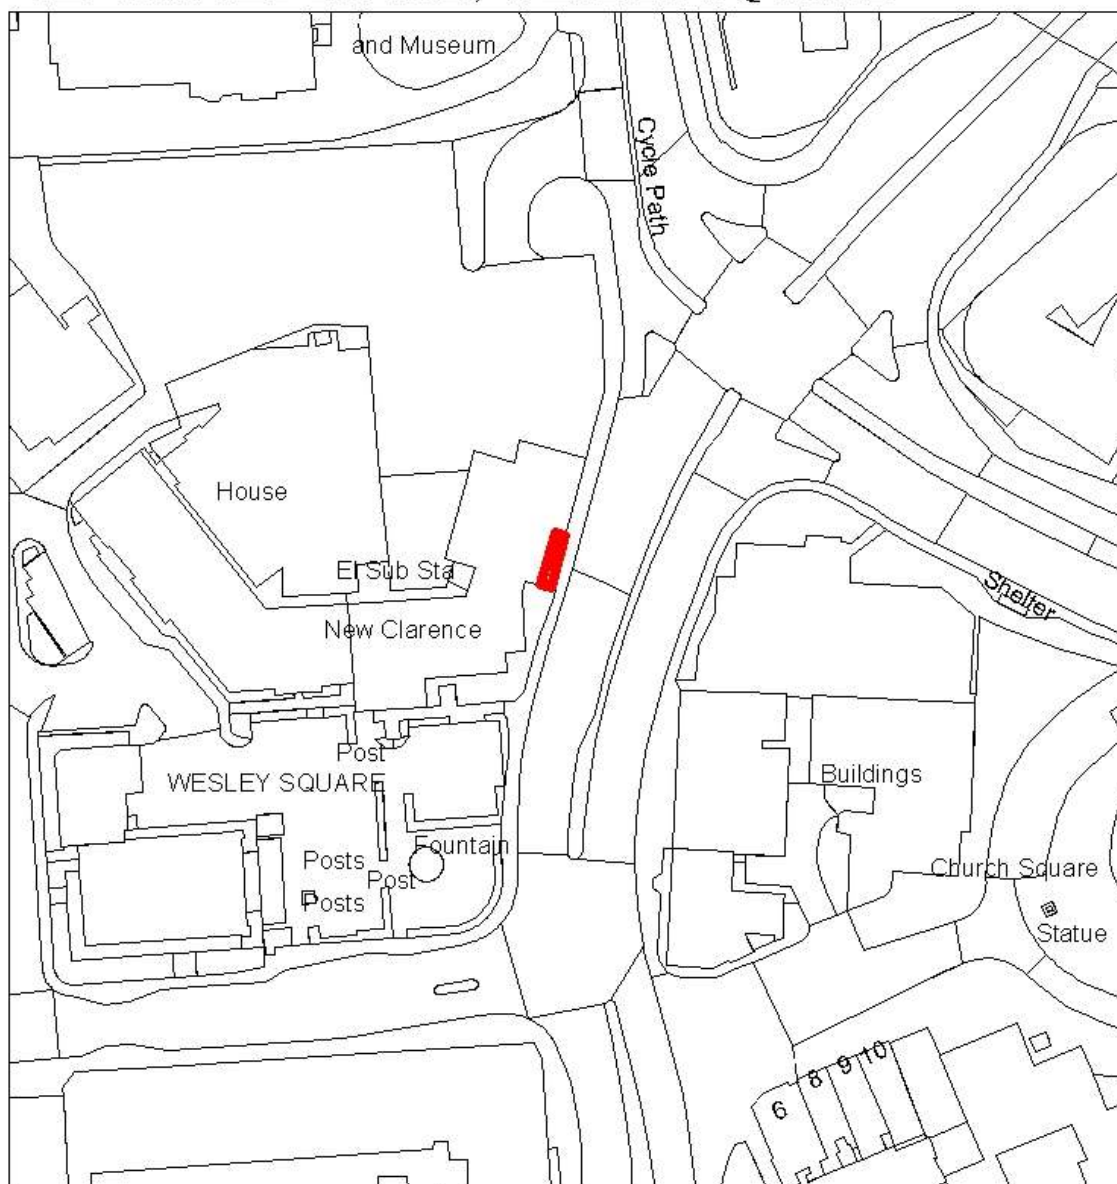 and Museum
Cycle Path
House
El Sub Sta
New Clarence
Shelter
Post
WESLEY SQUARE
Buildings
Fountain
Posts
Post
Posts
Church Square
Statue
6
8
9
10